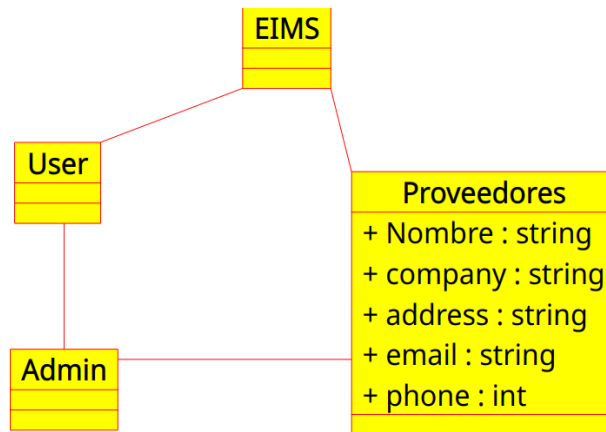 EIMS
User
Proveedores
+ Nombre : string
+ company : string
+ address : string
+ email : string
+ phone : int
Admin